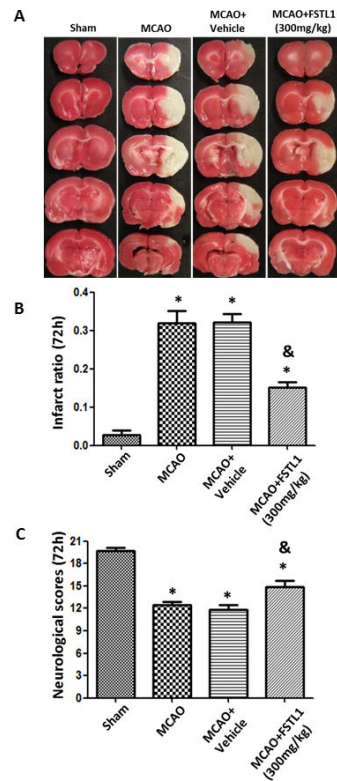 A
Sham
MCAO
MCAO+
Vehicle
MCAO+FSTL1
(300mg/kg)
B
Infarct ratio (72h)
0.4
0.3
0.2
0.1
0.0
*
*
&
*
Sham
MCAO
MCAO+
Vehicle
MCAO+FSTL1
(300mg/kg)
C
Neurological scores (72h)
21
18
15
12
9
6
3
0
*
*
&
*
Sham
MCAO
MCAO+
Vehicle
MCAO+FSTL1
(300mg/kg)